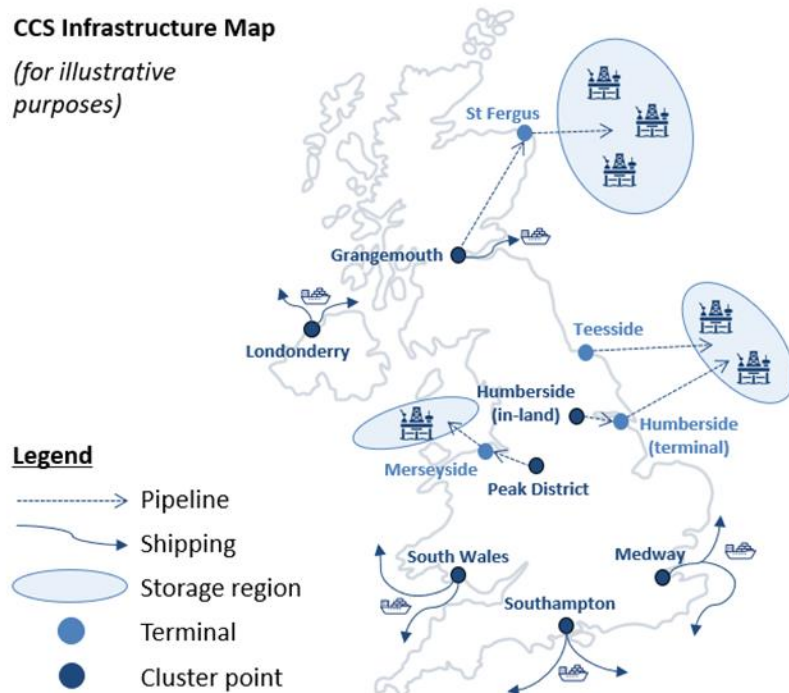 CCS Infrastructure Map
(for illustrative
purposes)
St Fergus
Grangemouth
Londonderry
Teesside
Humberside
(in-land)
Humberside
(terminal)
Merseyside
Peak District
South Wales
Medway
Southampton
Legend
Pipeline
Shipping
Storage region
Terminal
Cluster point